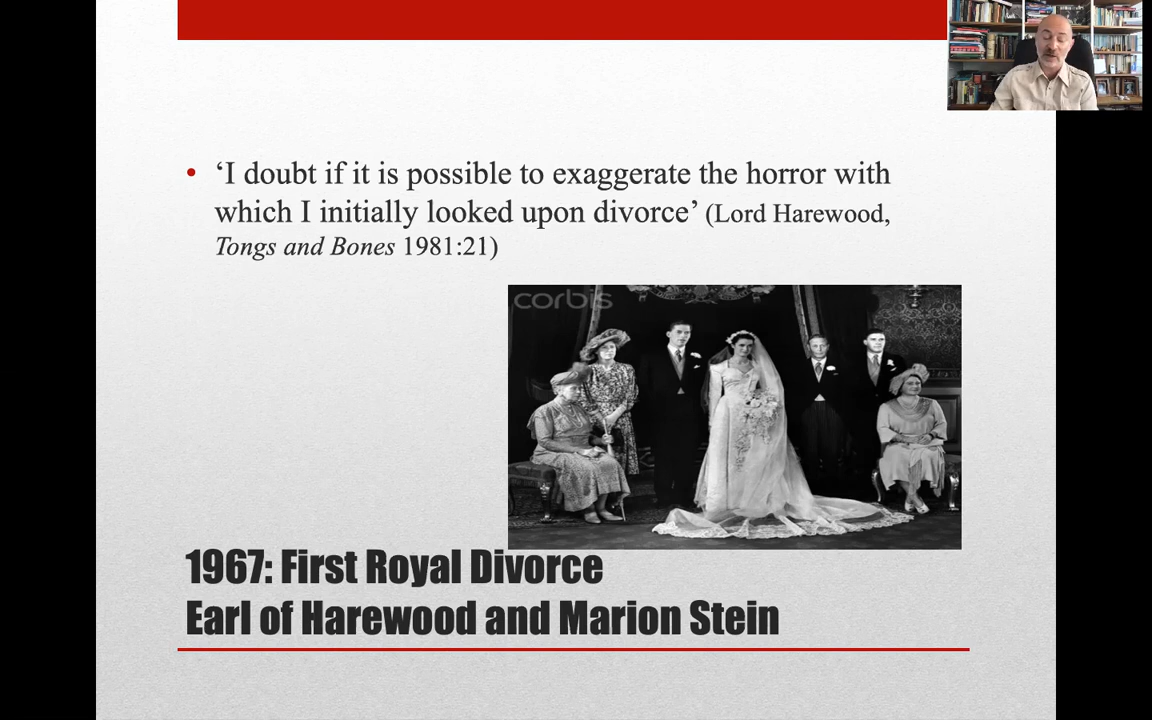 • ‘I doubt if it is possible to exaggerate the horror with
which I initially looked upon divorce’ (Lord Harewood,
Tongs and Bones 1981:21)
corbis
1967: First Royal Divorce
Earl of Harewood and Marion Stein